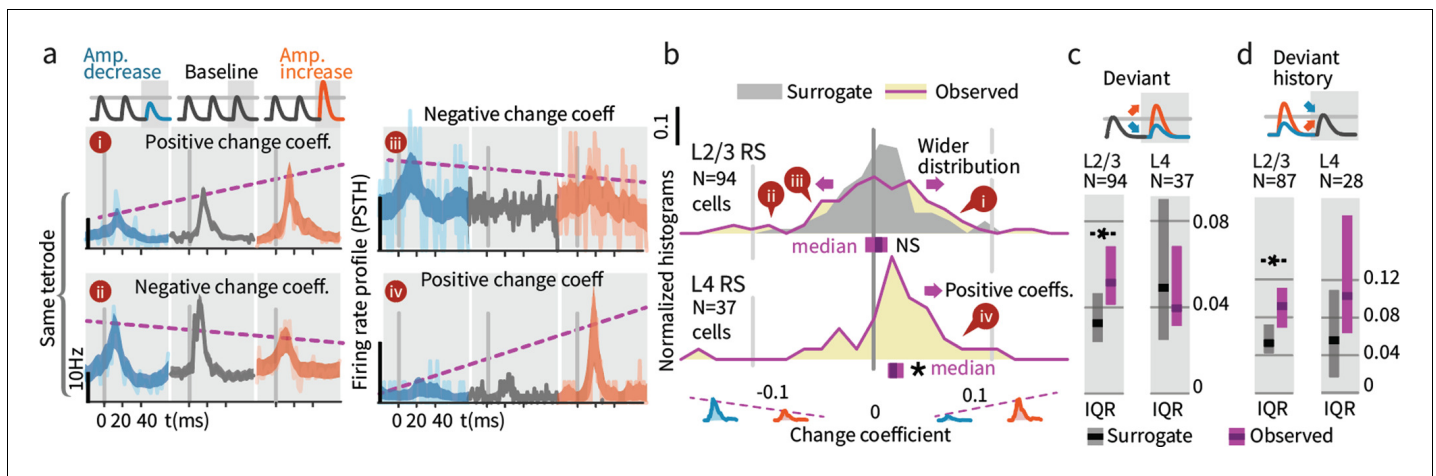 a
Amp.
decrease
Baseline
Amp.
increase
i
Positive change coeff.
ii
Negative change coeff.
Same tetrode
10Hz
0 20 40 t(ms)
Negative change coeff
iii
Firing rate profile (PSTH)
iv
Positive change coeff
0 20 40 t(ms)
b
Surrogate
Observed
0.1
Normalized histograms
L2/3 RS
N=94
cells
Wider
distribution
ii
iii
i
median
NS
L4 RS
N=37
cells
Positive coeffs.
iv
* median
-0.1
0
0.1
Change coefficient
c
Deviant
L2/3
N=94
L4
N=37
-*-
0.08
0.04
0
IQR
IQR
d
Deviant
history
L2/3
N=87
L4
N=28
-*-
0.12
0.08
0.04
0
IQR
IQR
Surrogate
Observed